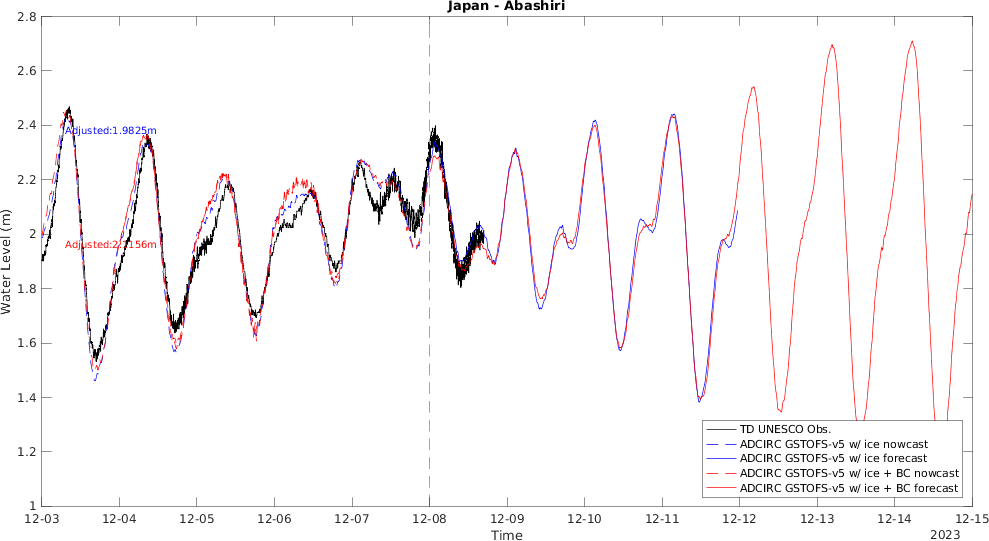 Japan - Abashiri
2.8
2.6
2.4
2.2
2
1.8
1.6
1.4
1.2
1
Water Level (m)
Adjusted:1.9825m
Adjusted:2.1156m
TD UNESCO Obs.
ADCIRC GSTOFS-v5 w/ ice nowcast
ADCIRC GSTOFS-v5 w/ ice forecast
ADCIRC GSTOFS-v5 w/ ice + BC nowcast
ADCIRC GSTOFS-v5 w/ ice + BC forecast
12-03 12-04 12-05 12-06 12-07 12-08 12-09 12-10 12-11 12-12 12-13 12-14 12-15
Time
2023